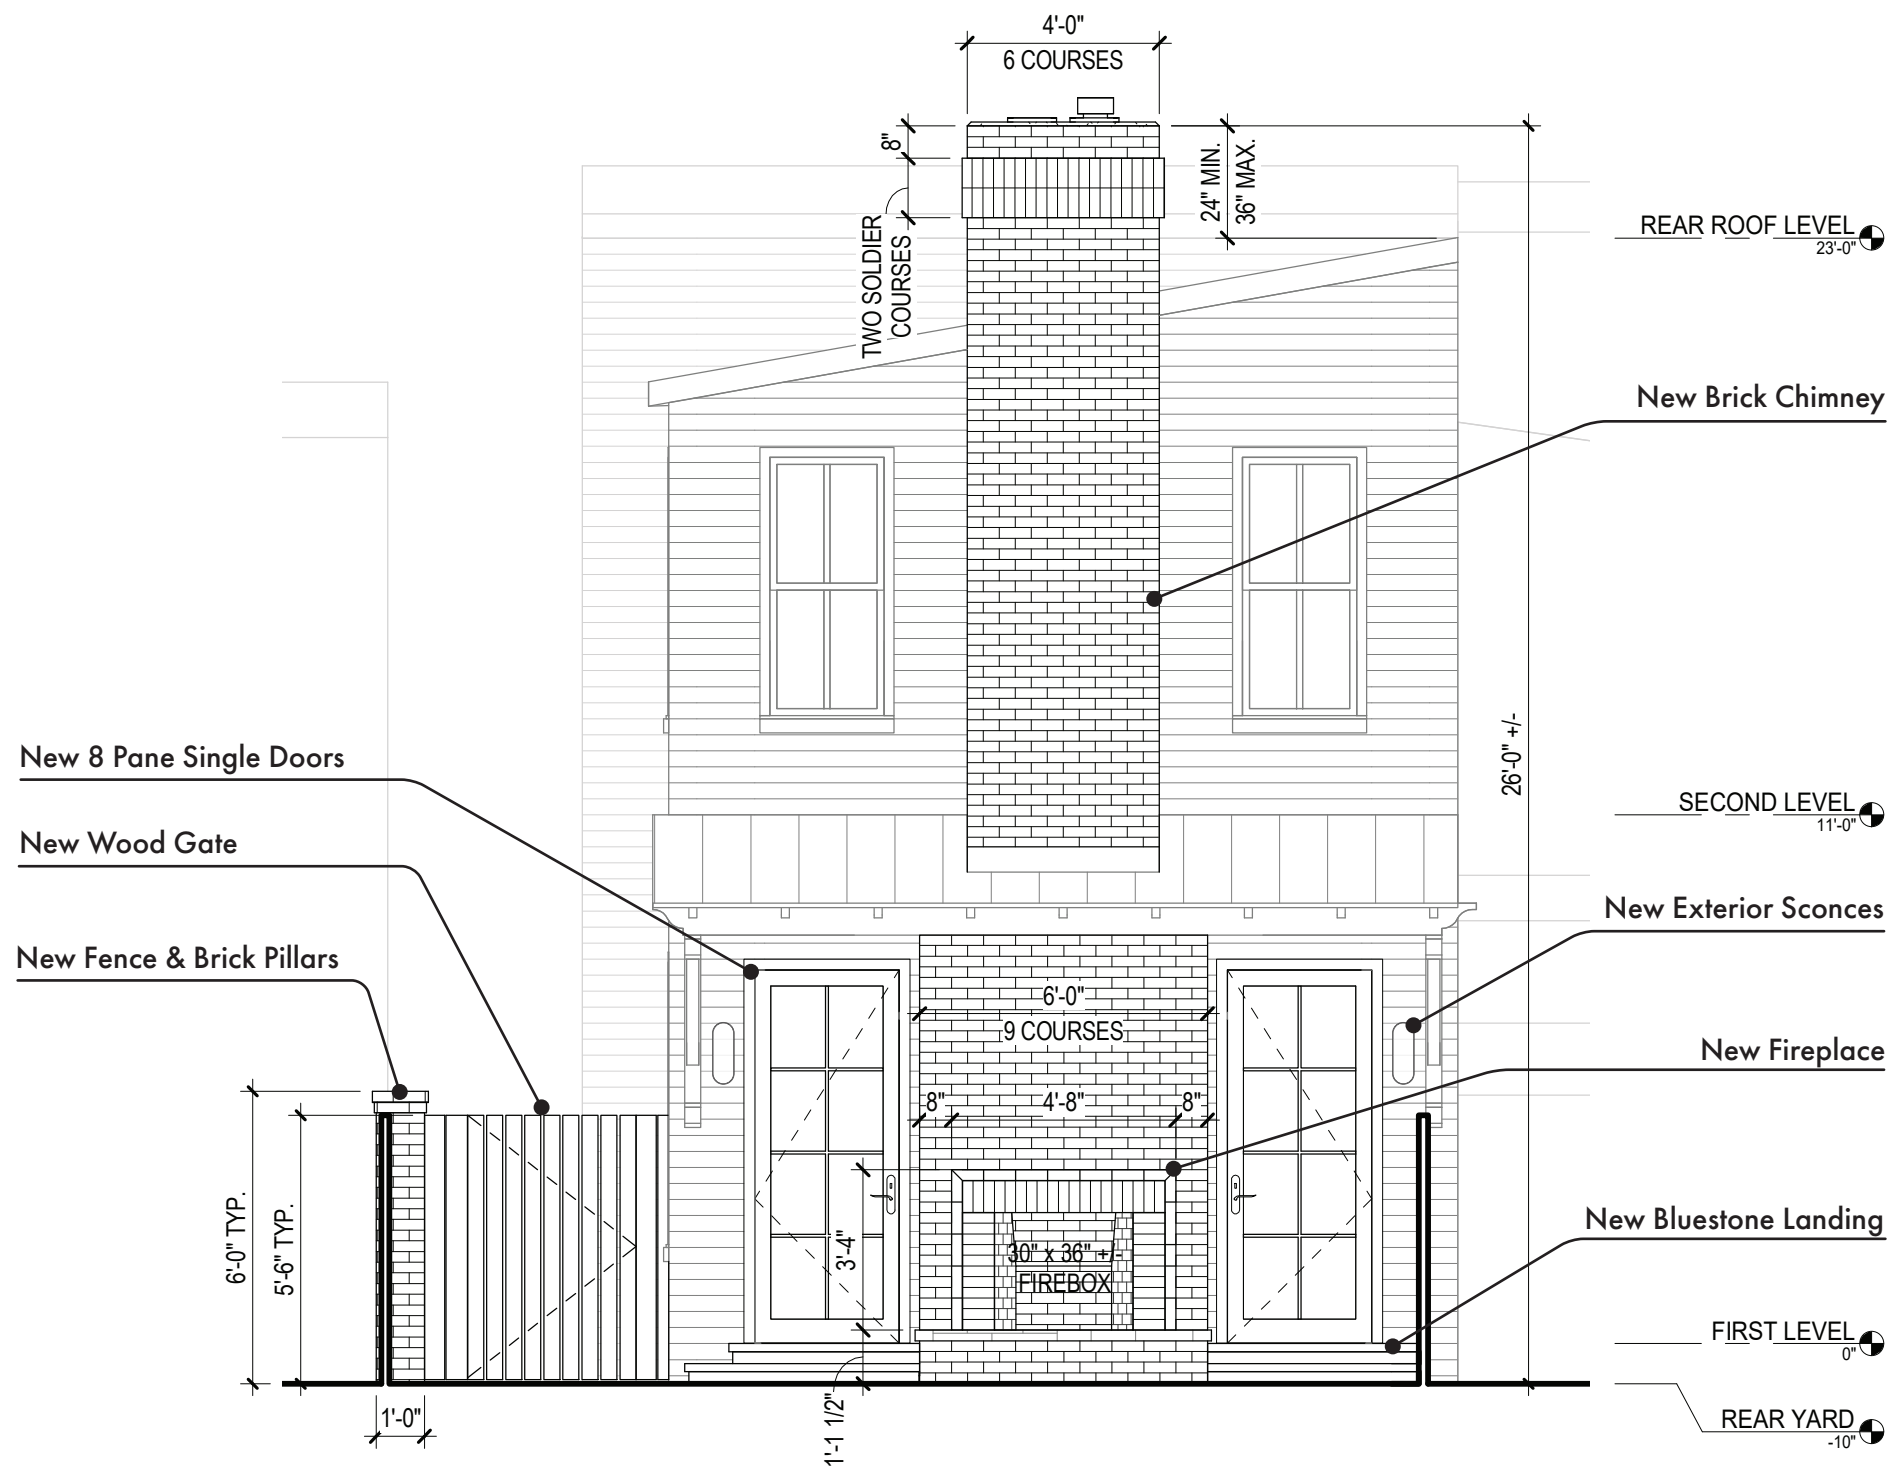 4'-0"
6 COURSES
8"
TWO SOLDIER
COURSES
24" MIN.
36" MAX.
REAR ROOF LEVEL
23'-0"
New Brick Chimney
26'-0" +/-
New 8 Pane Single Doors
SECOND LEVEL
11'-0"
New Wood Gate
New Exterior Sconces
New Fence & Brick Pillars
6'-0"
9 COURSES
New Fireplace
8"
4'-8"
8"
6'-0" TYP.
5'-6" TYP.
3'-4"
30" x 36" +/-
FIREBOX
New Bluestone Landing
FIRST LEVEL
0"
1'-0"
1'-1 1/2"
REAR YARD
-10"